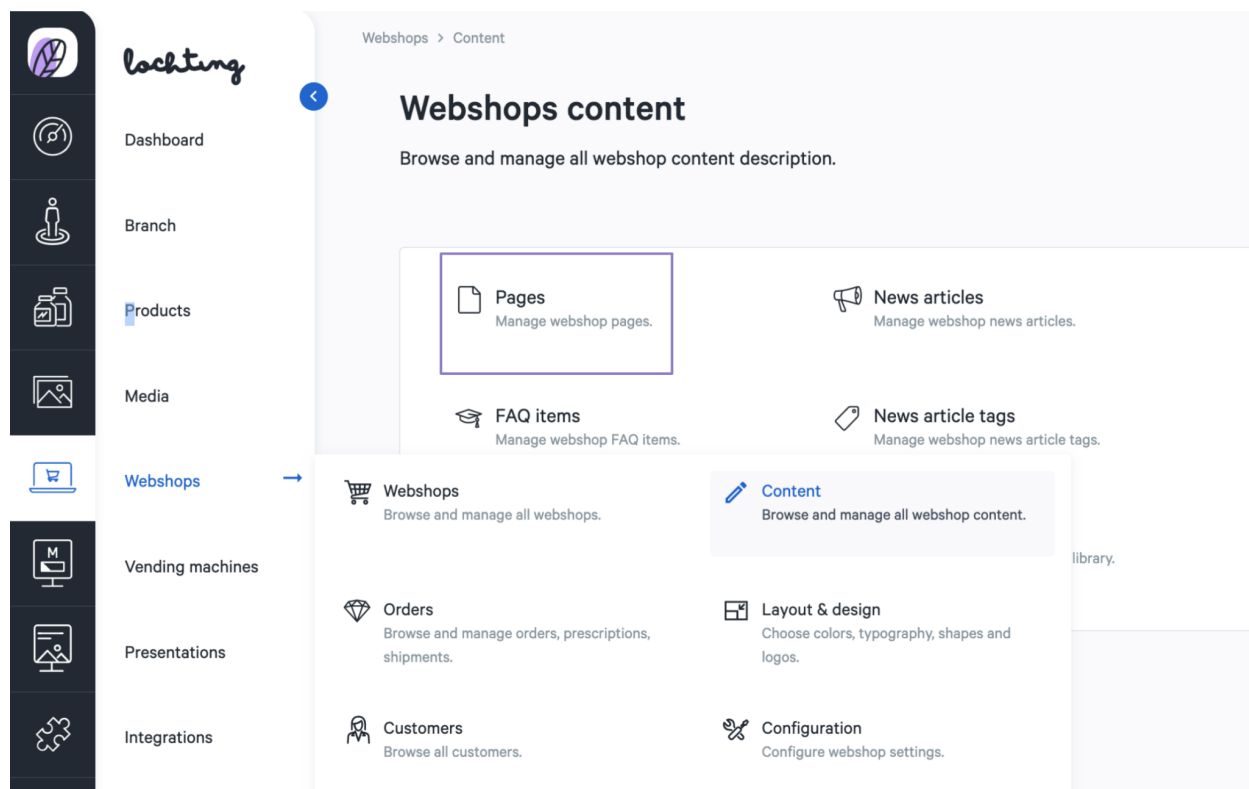 lochting
Dashboard
Branch
Products
Media
Webshops
Vending machines
Presentations
Integrations
Webshops > Content
Webshops content
Browse and manage all webshop content description.
Pages
Manage webshop pages.
News articles
Manage webshop news articles.
FAQ items
Manage webshop FAQ items.
News article tags
Manage webshop news article tags.
library.
Webshops
Browse and manage all webshops.
Content
Browse and manage all webshop content.
Orders
Browse and manage orders, prescriptions,
shipments.
Layout & design
Choose colors, typography, shapes and
logos.
Customers
Browse all customers.
Configuration
Configure webshop settings.
M